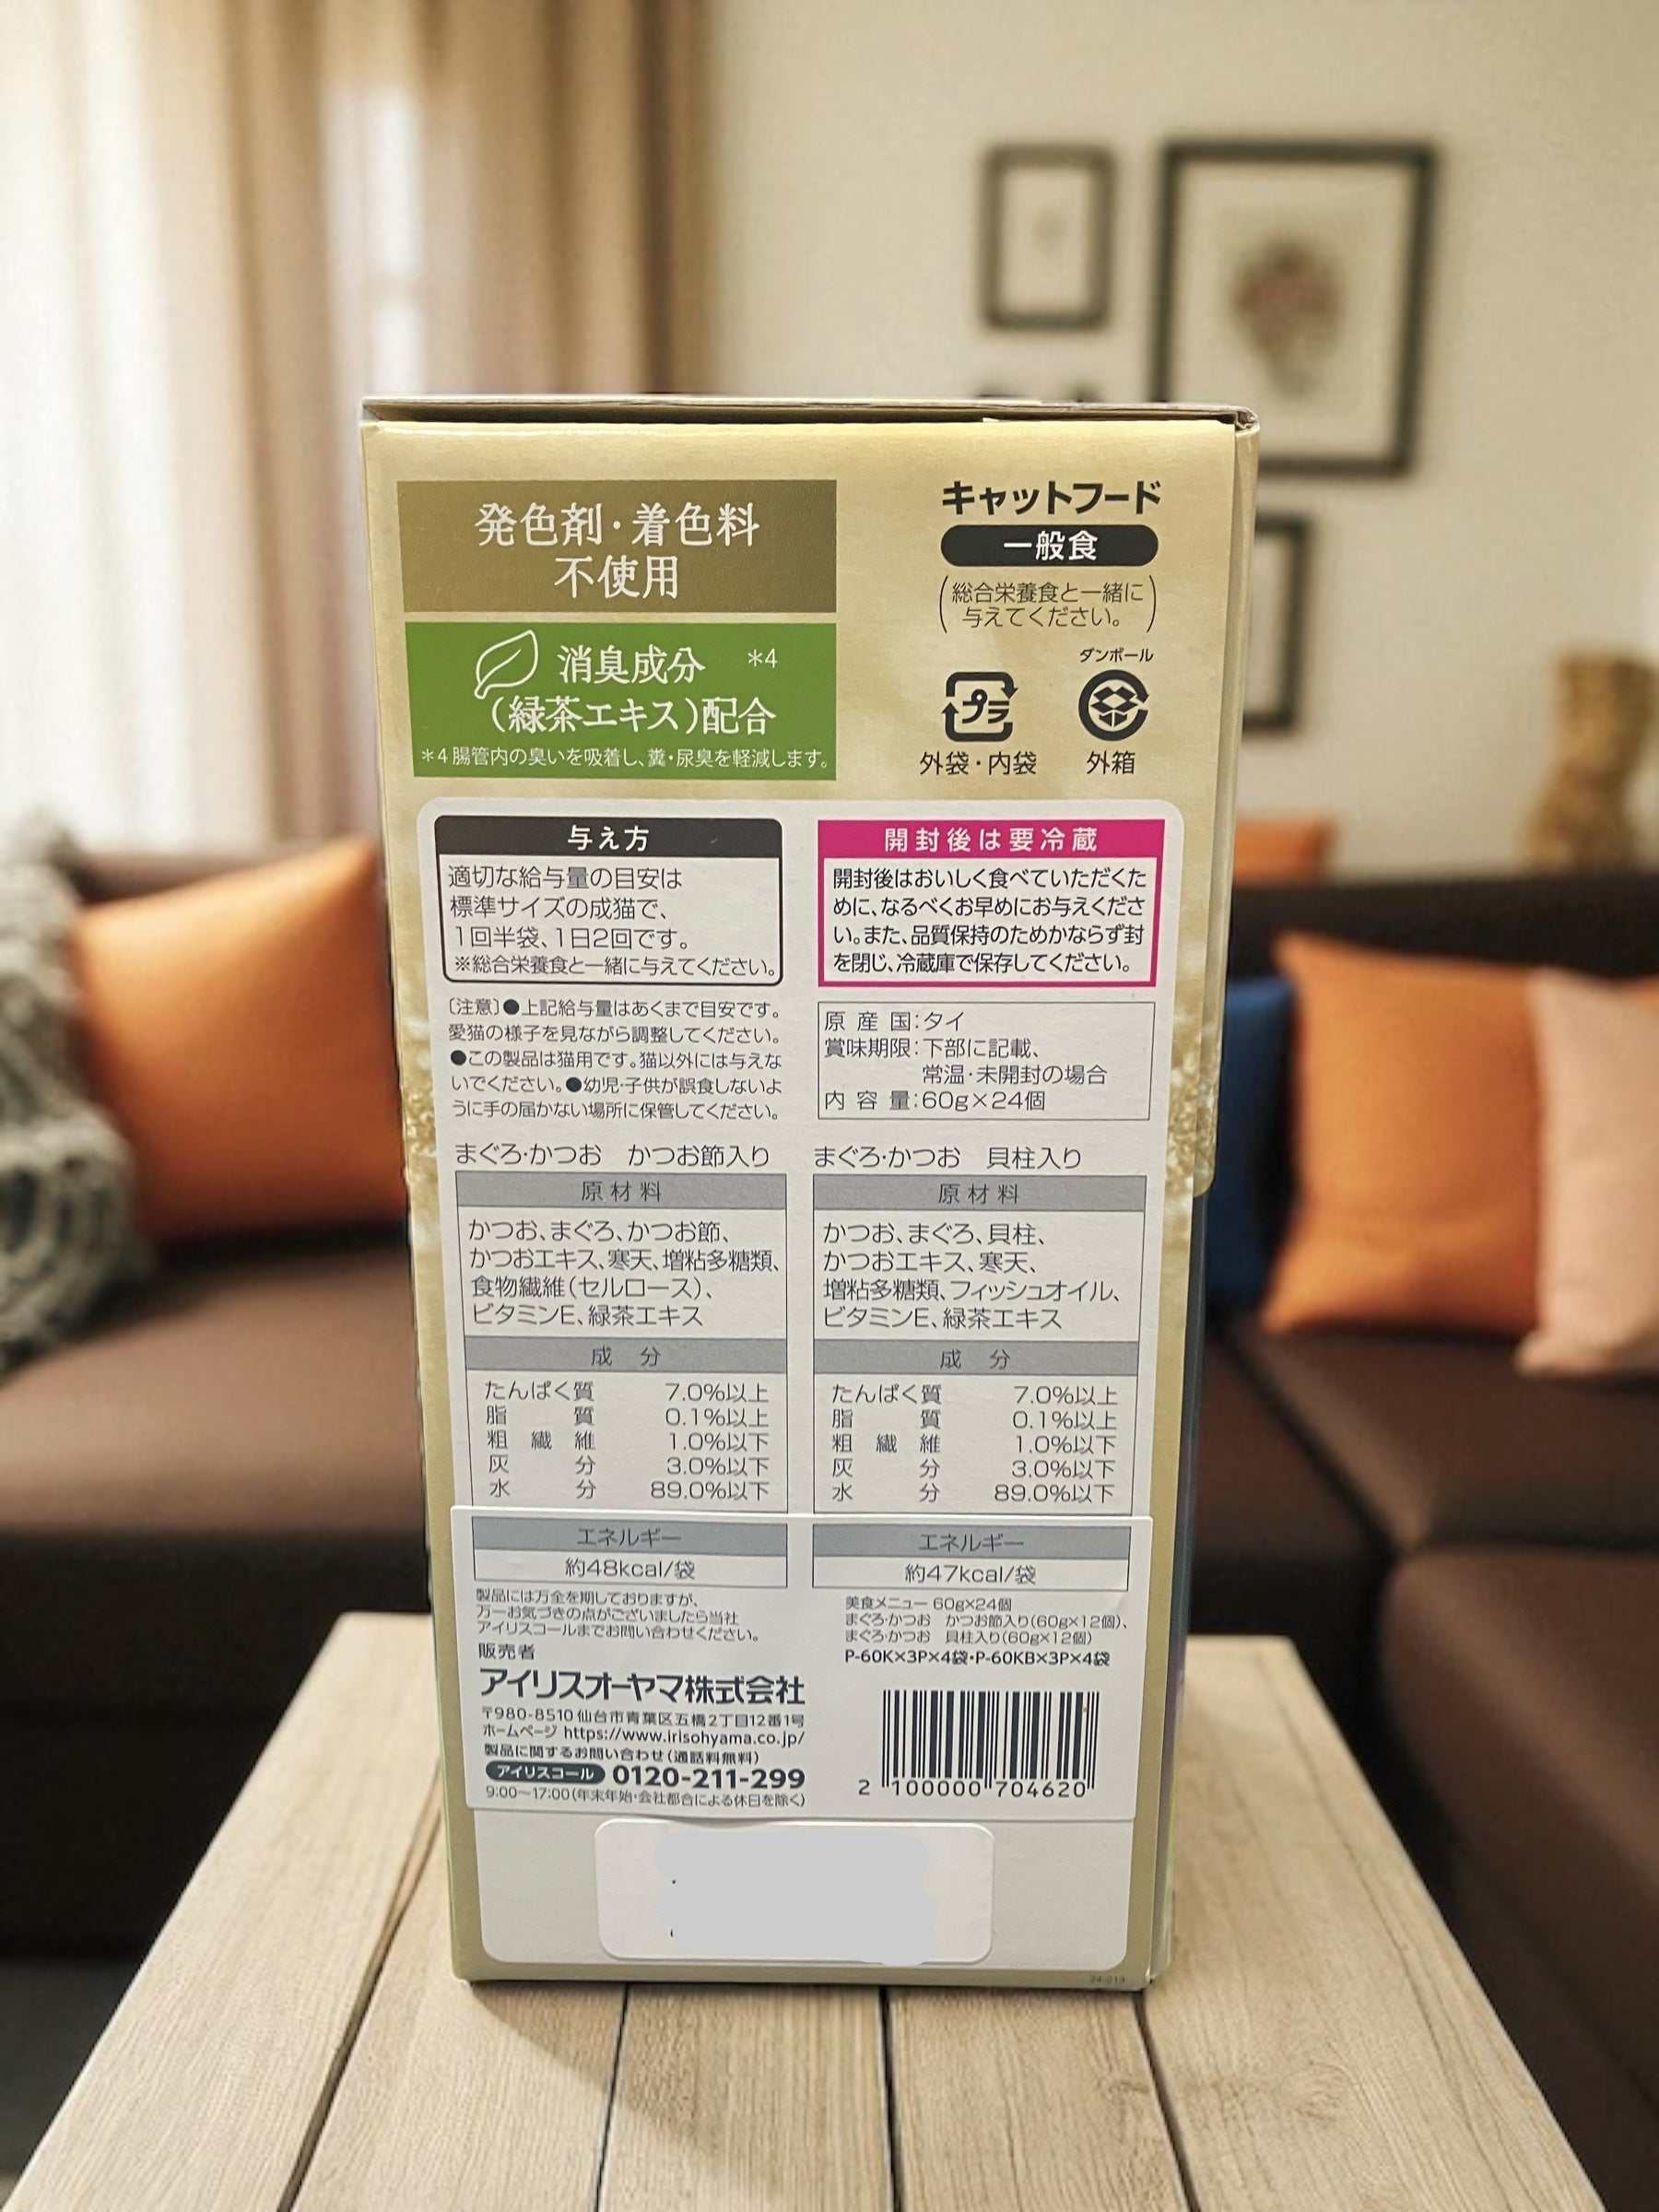 発色剤・着色料
不使用
消臭成分 *4
(緑茶エキス)配合
*4 腸管内の臭いを吸着し、糞・尿臭を軽減します。
キャットフード
一般食
(総合栄養食と一緒に
与えてください。)
プラ
外袋・内袋
ダンボール
外箱
与え方
適切な給与量の目安は
標準サイズの成猫で、
1回半袋、1日2回です。
※総合栄養食と一緒に与えてください。
開封後は要冷蔵
開封後はおいしく食べていただくた
めに、なるべくお早めにお与えくださ
い。また、品質保持のためかならず封
を閉じ、冷蔵庫で保存してください。
〔注意〕●上記給与量はあくまで目安です。
愛猫の様子を見ながら調整してください。
●この製品は猫用です。猫以外には与えな
いでください。●幼児・子供が誤食しないよ
うに手の届かない場所に保管してください。
原産国:タイ
賞味期限:下部に記載、
常温・未開封の場合
内容量:60g×24個
まぐろ・かつお かつお節入り
原材料
かつお、まぐろ、かつお節、
かつおエキス、寒天、増粘多糖類、
食物繊維(セルロース)、
ビタミンE、緑茶エキス
成分
たんぱく質 7.0%以上
脂質 0.1%以上
粗繊維 1.0%以下
灰分 3.0%以下
水分 89.0%以下
エネルギー
約48kcal/袋
まぐろ・かつお 貝柱入り
原材料
かつお、まぐろ、貝柱、
かつおエキス、寒天、
増粘多糖類、フィッシュオイル、
ビタミンE、緑茶エキス
成分
たんぱく質 7.0%以上
脂質 0.1%以上
粗繊維 1.0%以下
灰分 3.0%以下
水分 89.0%以下
エネルギー
約47kcal/袋
製品には万全を期しておりますが、
万一お気づきの点がございましたら当社
アイリスコールまでお問い合わせください。
販売者
アイリスオーヤマ株式会社
〒980-8510 仙台市青葉区五橋2丁目12番1号
ホームページ https://www.irisohyama.co.jp/
製品に関するお問い合わせ(通話料無料)
アイリスコール 0120-211-299
9:00〜17:00(年末年始・会社都合による休日を除く)
美食メニュー 60g×24個
まぐろ・かつお かつお節入り(60g×12個)、
まぐろ・かつお 貝柱入り(60g×12個)
P-60K×3P×4袋・P-60KB×3P×4袋
2 100000 704620
24-019